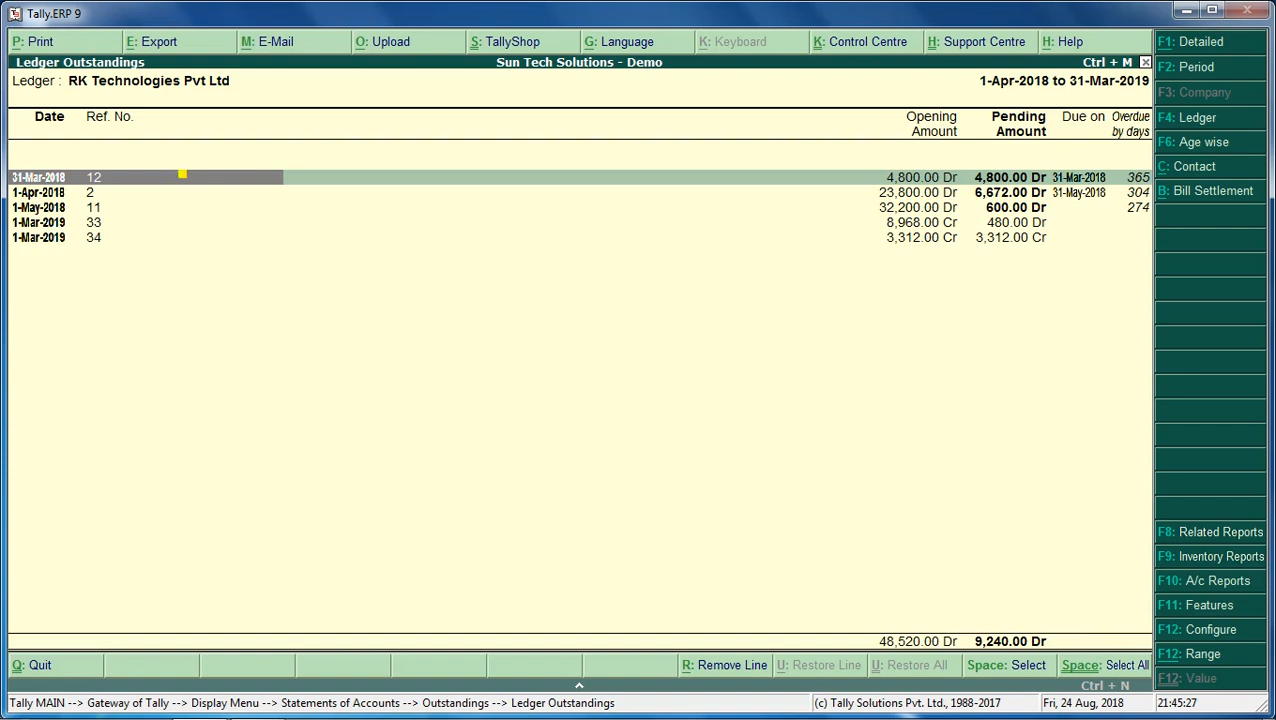 Tally.ERP 9
P: Print E: Export M: E-Mail O: Upload S: TallyShop G: Language K: Keyboard K: Control Centre H: Support Centre H: Help
Ledger Outstandings Sun Tech Solutions - Demo Ctrl + M
Ledger : RK Technologies Pvt Ltd 1-Apr-2018 to 31-Mar-2019
Date Ref. No. Opening Pending Due on Overdue
Amount Amount by days
31-Mar-2018 12 4,800.00 Dr 4,800.00 Dr 31-Mar-2018 365
1-Apr-2018 2 23,800.00 Dr 6,672.00 Dr 31-May-2018 304
1-May-2018 11 32,200.00 Dr 600.00 Dr 274
1-Mar-2019 33 8,968.00 Cr 480.00 Dr
1-Mar-2019 34 3,312.00 Cr 3,312.00 Cr
48,520.00 Dr 9,240.00 Dr
Q: Quit R: Remove Line U: Restore Line U: Restore All Space: Select Space: Select All
Ctrl + N
Tally MAIN --> Gateway of Tally --> Display Menu --> Statements of Accounts --> Outstandings --> Ledger Outstandings (c) Tally Solutions Pvt. Ltd., 1988-2017 Fri, 24 Aug, 2018 21:45:27
F1: Detailed
F2: Period
F3: Company
F4: Ledger
F6: Age wise
C: Contact
B: Bill Settlement
F8: Related Reports
F9: Inventory Reports
F10: A/c Reports
F11: Features
F12: Configure
F12: Range
F12: Value